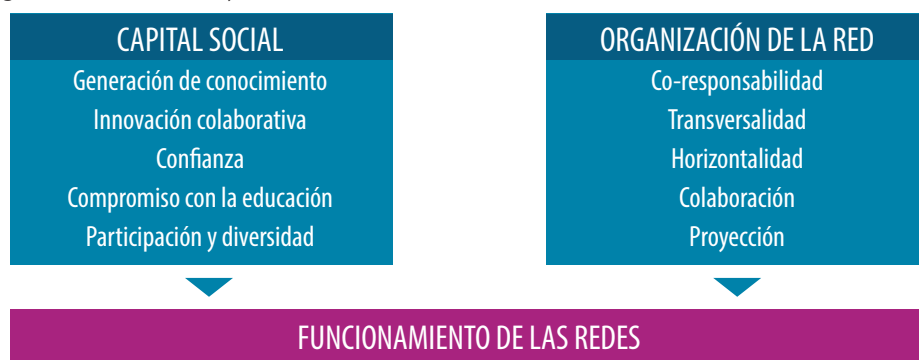 CAPITAL SOCIAL
Generación de conocimiento
Innovación colaborativa
Confianza
Compromiso con la educación
Participación y diversidad
ORGANIZACIÓN DE LA RED
Co-responsabilidad
Transversalidad
Horizontalidad
Colaboración
Proyección
FUNCIONAMIENTO DE LAS REDES